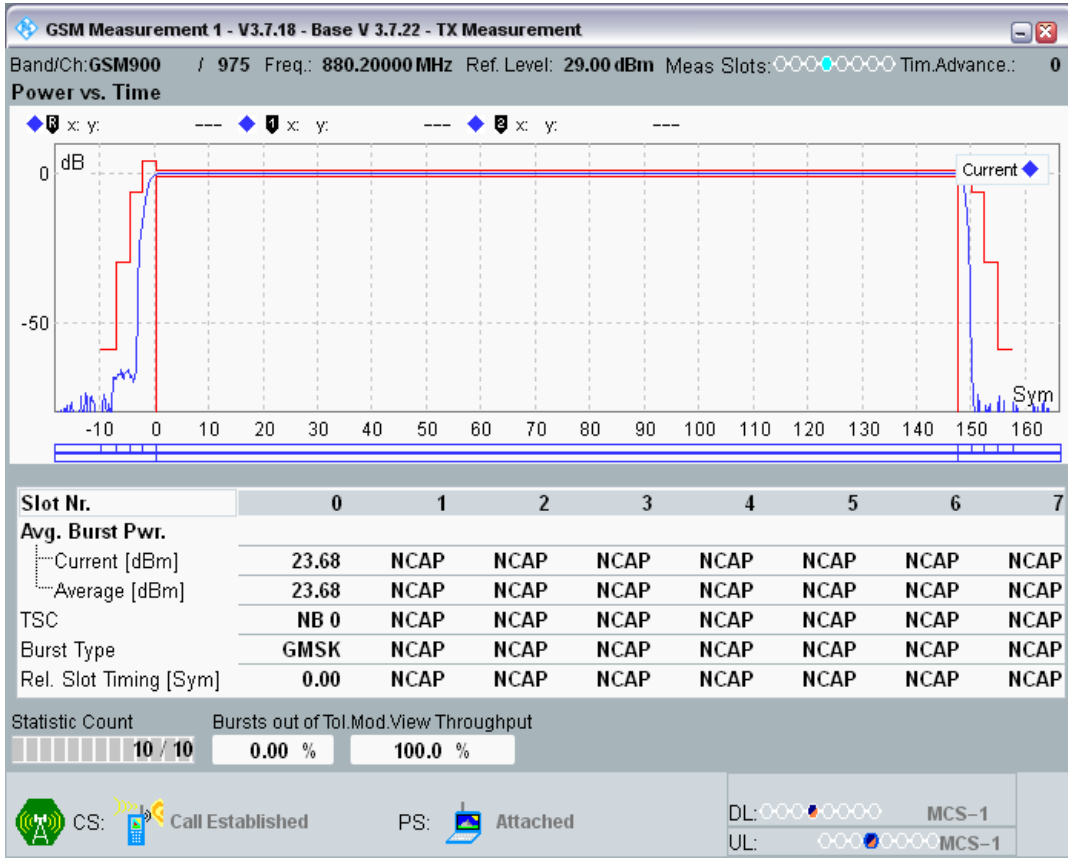 GSM Measurement 1 - V3.7.18 - Base V 3.7.22 - TX Measurement
Band/Ch:GSM900 / 975 Freq.: 880.20000 MHz Ref. Level: 29.00 dBm Meas Slots: Tim.Advance.: 0
Power vs. Time
R x: y: --- 1 x: y: --- 2 x: y: ---
dB
Current
0
-50
Sym
-10 0 10 20 30 40 50 60 70 80 90 100 110 120 130 140 150 160
Slot Nr. 0 1 2 3 4 5 6 7
Avg. Burst Pwr.
Current [dBm] 23.68 NCAP NCAP NCAP NCAP NCAP NCAP NCAP
Average [dBm] 23.68 NCAP NCAP NCAP NCAP NCAP NCAP NCAP
TSC NB 0 NCAP NCAP NCAP NCAP NCAP NCAP NCAP
Burst Type GMSK NCAP NCAP NCAP NCAP NCAP NCAP NCAP
Rel. Slot Timing [Sym] 0.00 NCAP NCAP NCAP NCAP NCAP NCAP NCAP
Statistic Count Bursts out of Tol.Mod.View Throughput
10 / 10 0.00 % 100.0 %
CS: Call Established PS: Attached
DL: MCS-1
UL: MCS-1